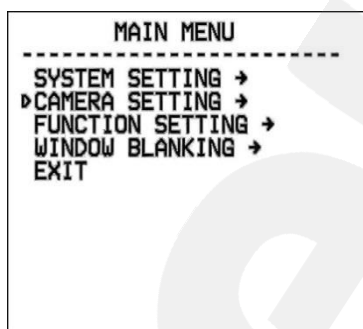 MAIN MENU
SYSTEM SETTING →
CAMERA SETTING →
FUNCTION SETTING →
WINDOW BLANKING →
EXIT